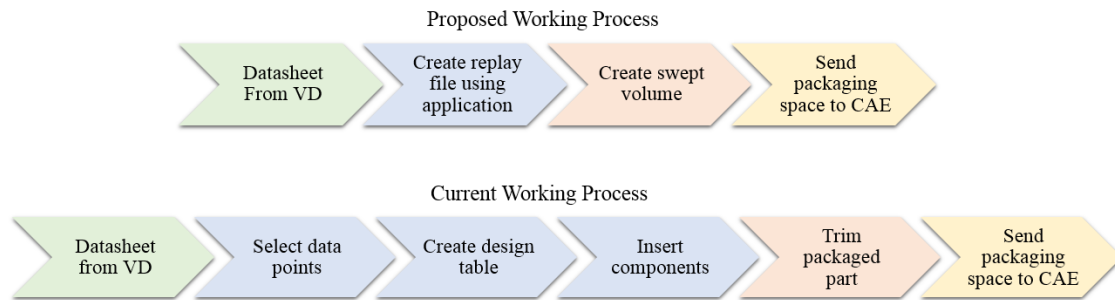 Proposed Working Process
Datasheet
From VD
Create replay
file using
application
Create swept
volume
Send
packaging
space to CAE
Current Working Process
Datasheet
from VD
Select data
points
Create design
table
Insert
components
Trim
packaged
part
Send
packaging
space to CAE